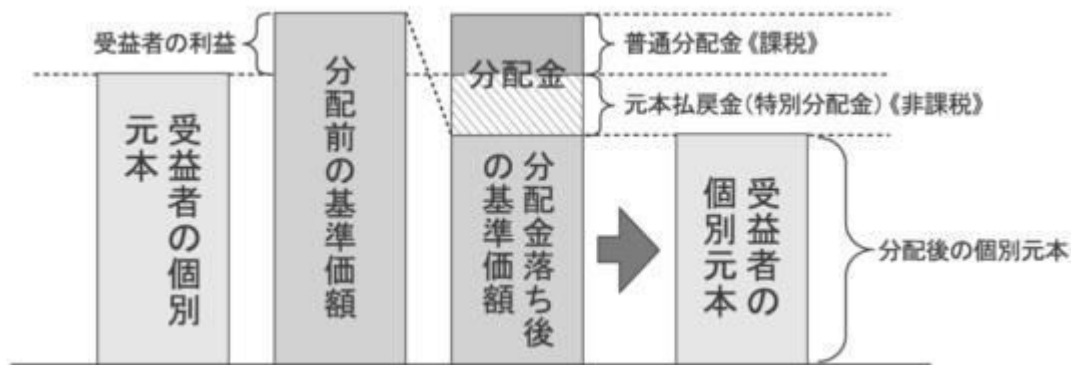 受益者の利益
受益者の個別
元本
分配前の基準価額
分配金
分配金落ち後
の基準価額
普通分配金《課税》
元本払戻金(特別分配金)《非課税》
受益者の
個別元本
分配後の個別元本